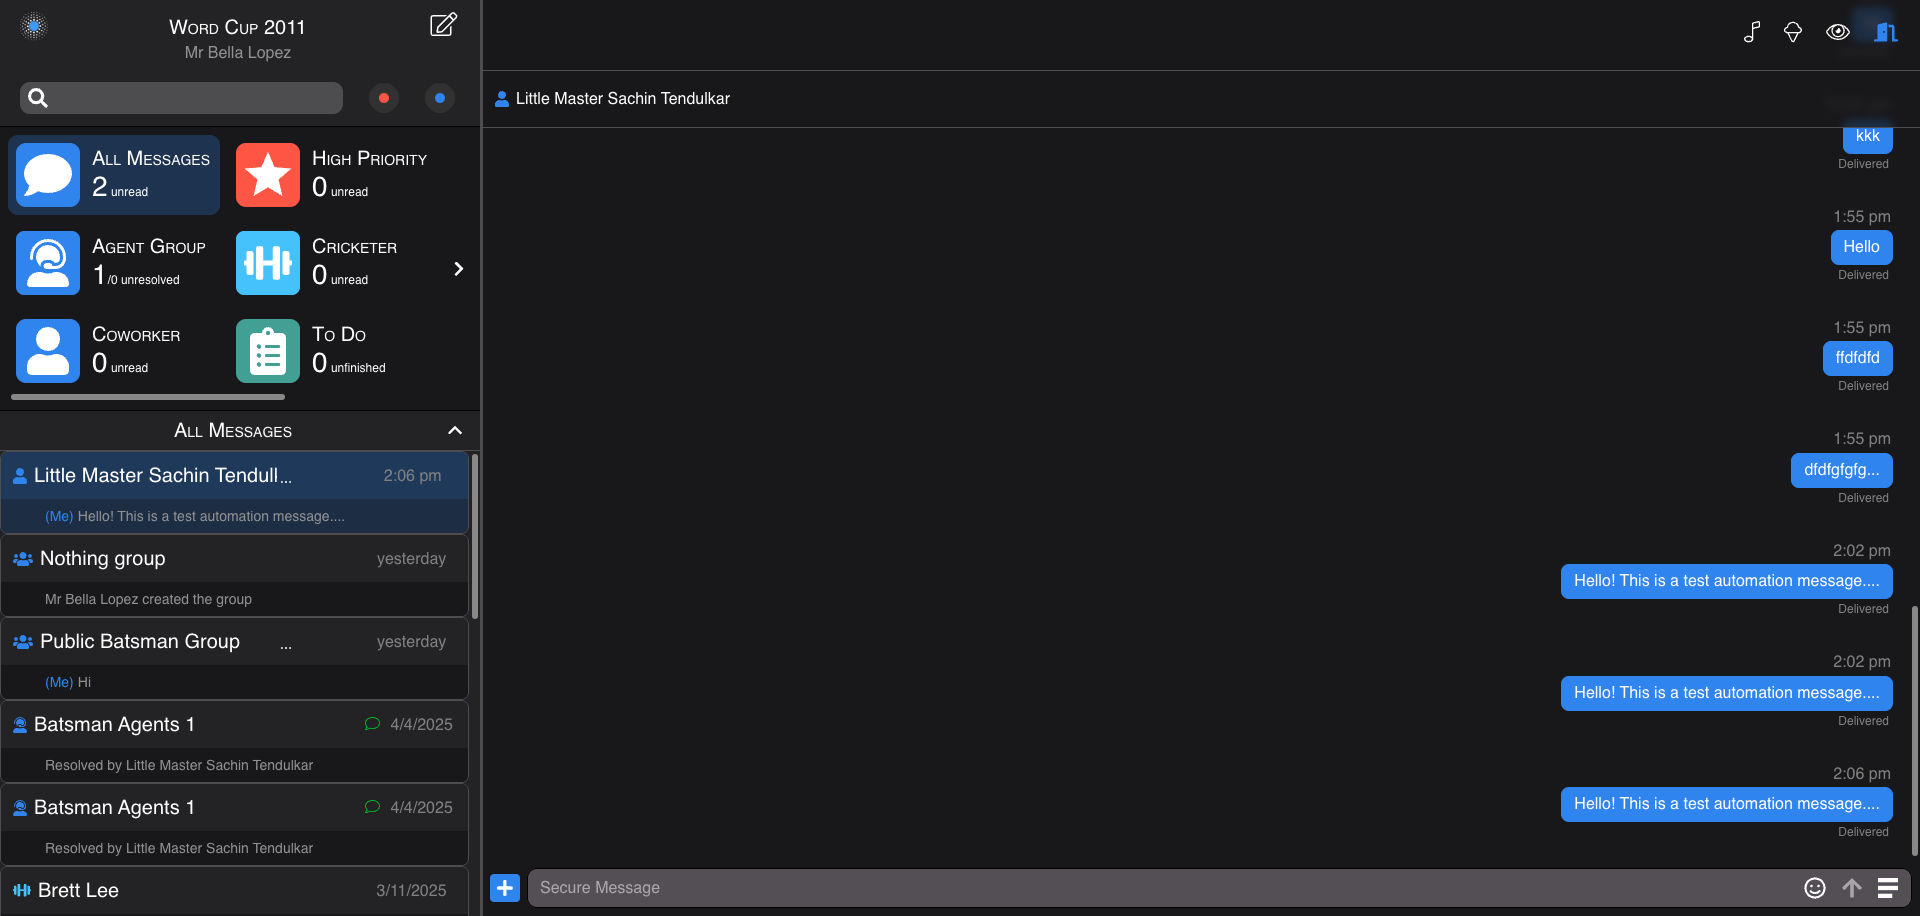 Word Cup 2011
Mr Bella Lopez
All Messages
2 unread
High Priority
0 unread
Agent Group
1/0 unresolved
Cricketer
0 unread
Coworker
0 unread
To Do
0 unfinished
All Messages
Little Master Sachin Tendull...
2:06 pm
(Me) Hello! This is a test automation message....
Nothing group
yesterday
Mr Bella Lopez created the group
Public Batsman Group ...
yesterday
(Me) Hi
Batsman Agents 1
4/4/2025
Resolved by Little Master Sachin Tendulkar
Batsman Agents 1
4/4/2025
Resolved by Little Master Sachin Tendulkar
Brett Lee
3/11/2025
Little Master Sachin Tendulkar
kkk
Delivered
1:55 pm
Hello
Delivered
1:55 pm
ffdfdfd
Delivered
1:55 pm
dfdfgfgfg...
Delivered
2:02 pm
Hello! This is a test automation message....
Delivered
2:02 pm
Hello! This is a test automation message....
Delivered
2:06 pm
Hello! This is a test automation message....
Delivered
Secure Message